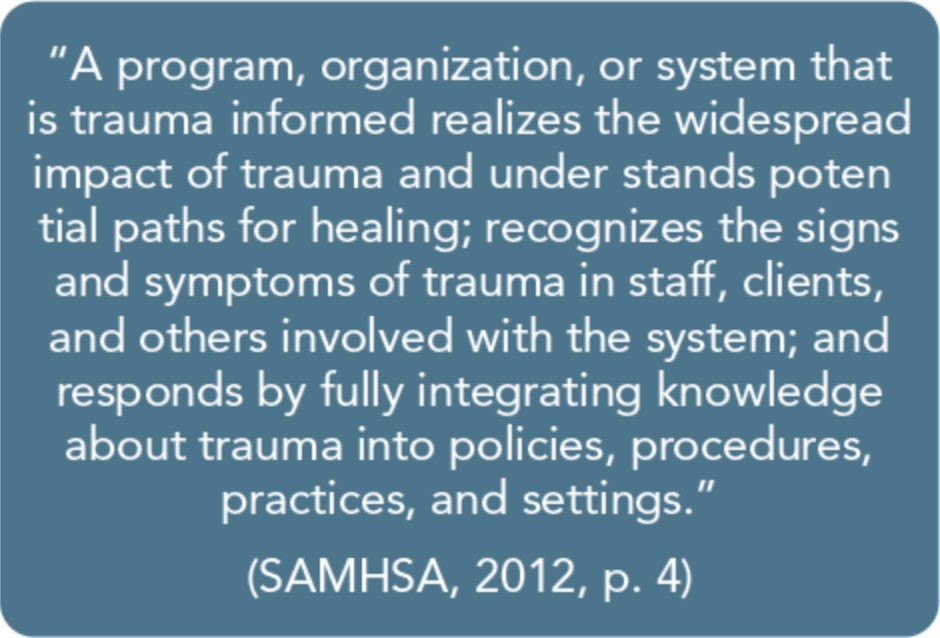 “A program, organization, or system that
is trauma informed realizes the widespread
impact of trauma and under stands poten
tial paths for healing; recognizes the signs
and symptoms of trauma in staff, clients,
and others involved with the system; and
responds by fully integrating knowledge
about trauma into policies, procedures,
practices, and settings.”
(SAMHSA, 2012, p. 4)